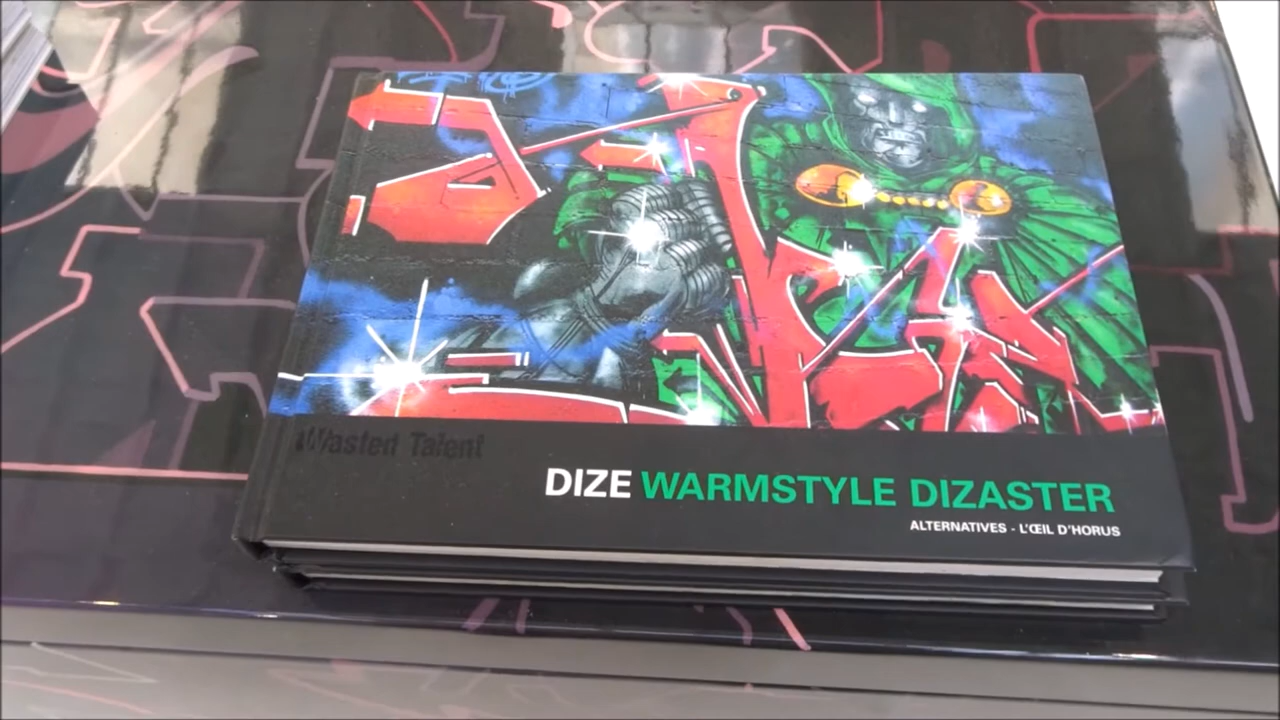 Wasted Talent
DIZE WARMSTYLE DIZASTER
ALTERNATIVES - L'ŒIL D'HORUS